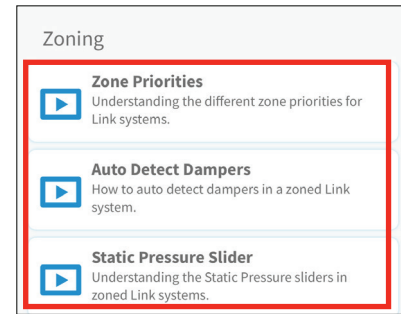 Zoning
Zone Priorities
Understanding the different zone priorities for
Link systems.
Auto Detect Dampers
How to auto detect dampers in a zoned Link
system.
Static Pressure Slider
Understanding the Static Pressure sliders in
zoned Link systems.